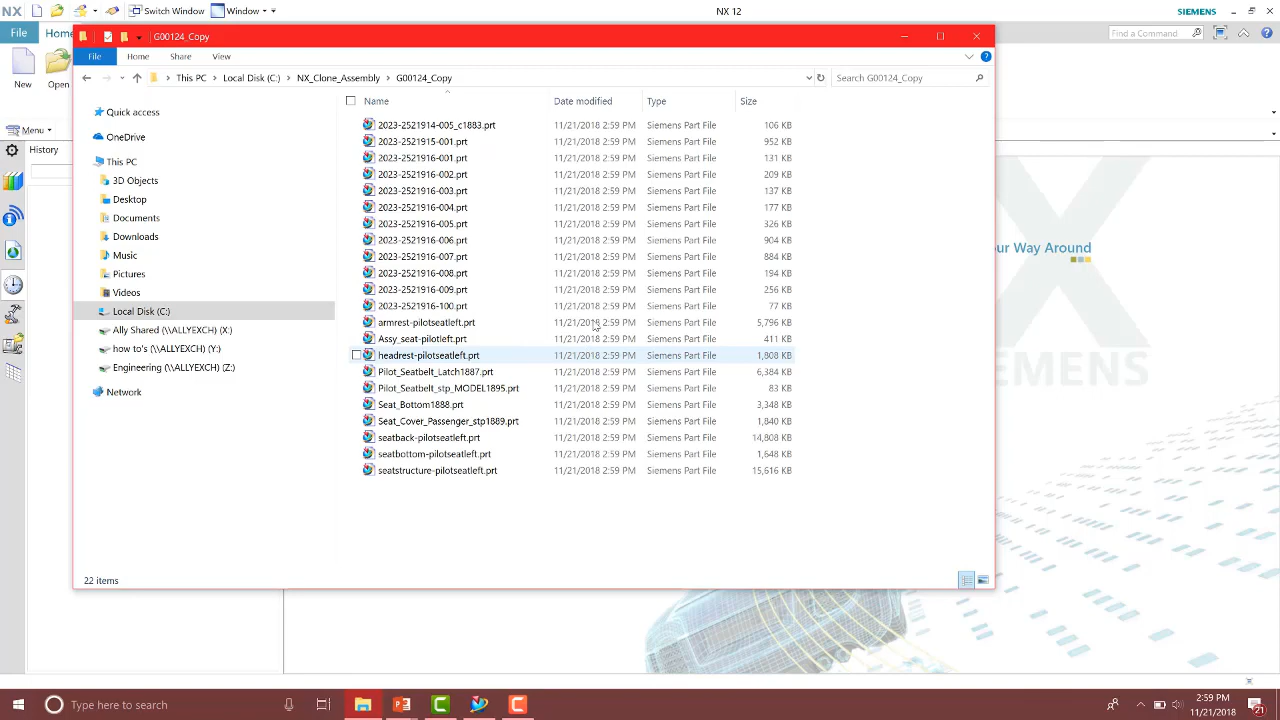 NX Switch Window Window NX 12 SIEMENS
File Home Find a Command
New Open
Menu
History
G00124_Copy
File Home Share View
This PC Local Disk (C:) NX_Clone_Assembly G00124_Copy Search G00124_Copy
Quick access
OneDrive
This PC
3D Objects
Desktop
Documents
Downloads
Music
Pictures
Videos
Local Disk (C:)
Ally Shared (\\ALLYEXCH) (X:)
how to's (\\ALLYEXCH) (Y:)
Engineering (\\ALLYEXCH) (Z:)
Network
Name Date modified Type Size
2023-2521914-005_c1883.prt 11/21/2018 2:59 PM Siemens Part File 106 KB
2023-2521915-001.prt 11/21/2018 2:59 PM Siemens Part File 952 KB
2023-2521916-001.prt 11/21/2018 2:59 PM Siemens Part File 131 KB
2023-2521916-002.prt 11/21/2018 2:59 PM Siemens Part File 209 KB
2023-2521916-003.prt 11/21/2018 2:59 PM Siemens Part File 137 KB
2023-2521916-004.prt 11/21/2018 2:59 PM Siemens Part File 177 KB
2023-2521916-005.prt 11/21/2018 2:59 PM Siemens Part File 326 KB
2023-2521916-006.prt 11/21/2018 2:59 PM Siemens Part File 904 KB
2023-2521916-007.prt 11/21/2018 2:59 PM Siemens Part File 884 KB
2023-2521916-008.prt 11/21/2018 2:59 PM Siemens Part File 194 KB
2023-2521916-009.prt 11/21/2018 2:59 PM Siemens Part File 256 KB
2023-2521916-100.prt 11/21/2018 2:59 PM Siemens Part File 77 KB
armrest-pilotseatleft.prt 11/21/2018 2:59 PM Siemens Part File 5,796 KB
Assy_seat-pilotleft.prt 11/21/2018 2:59 PM Siemens Part File 411 KB
headrest-pilotseatleft.prt 11/21/2018 2:59 PM Siemens Part File 1,808 KB
Pilot_Seatbelt_Latch1887.prt 11/21/2018 2:59 PM Siemens Part File 6,384 KB
Pilot_Seatbelt_stp_MODEL1895.prt 11/21/2018 2:59 PM Siemens Part File 83 KB
Seat_Bottom1888.prt 11/21/2018 2:59 PM Siemens Part File 3,348 KB
Seat_Cover_Passenger_stp1889.prt 11/21/2018 2:59 PM Siemens Part File 1,840 KB
seatback-pilotseatleft.prt 11/21/2018 2:59 PM Siemens Part File 14,808 KB
seatbottom-pilotseatleft.prt 11/21/2018 2:59 PM Siemens Part File 1,648 KB
seatstructure-pilotseatleft.prt 11/21/2018 2:59 PM Siemens Part File 15,616 KB
22 items
our Way Around
EMENS
Type here to search
2:59 PM
11/21/2018
21